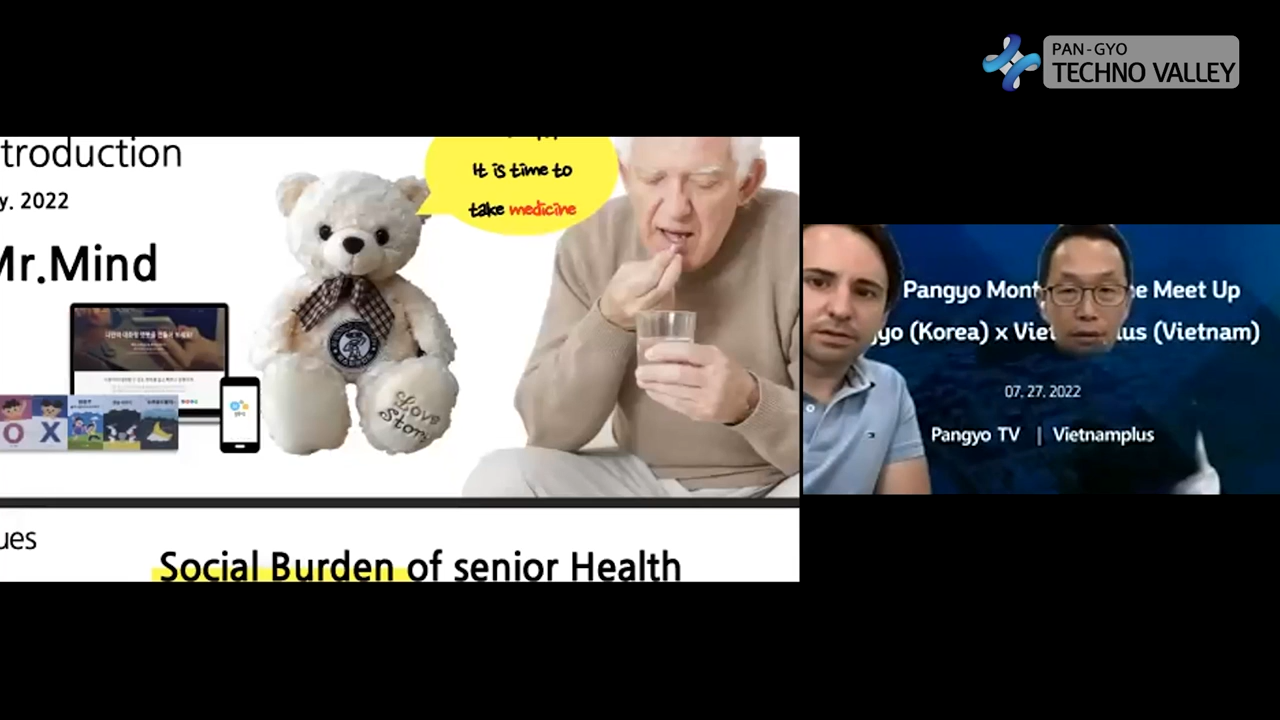 PAN-GYO
TECHNO VALLEY
troduction
y. 2022
Mr.Mind
It is time to
take medicine
Love
Story
O X
ues
Social Burden of senior Health
Pangyo Mont e Meet Up
yo (Korea) x Viet lus (Vietnam)
07. 27. 2022
Pangyo TV | Vietnamplus